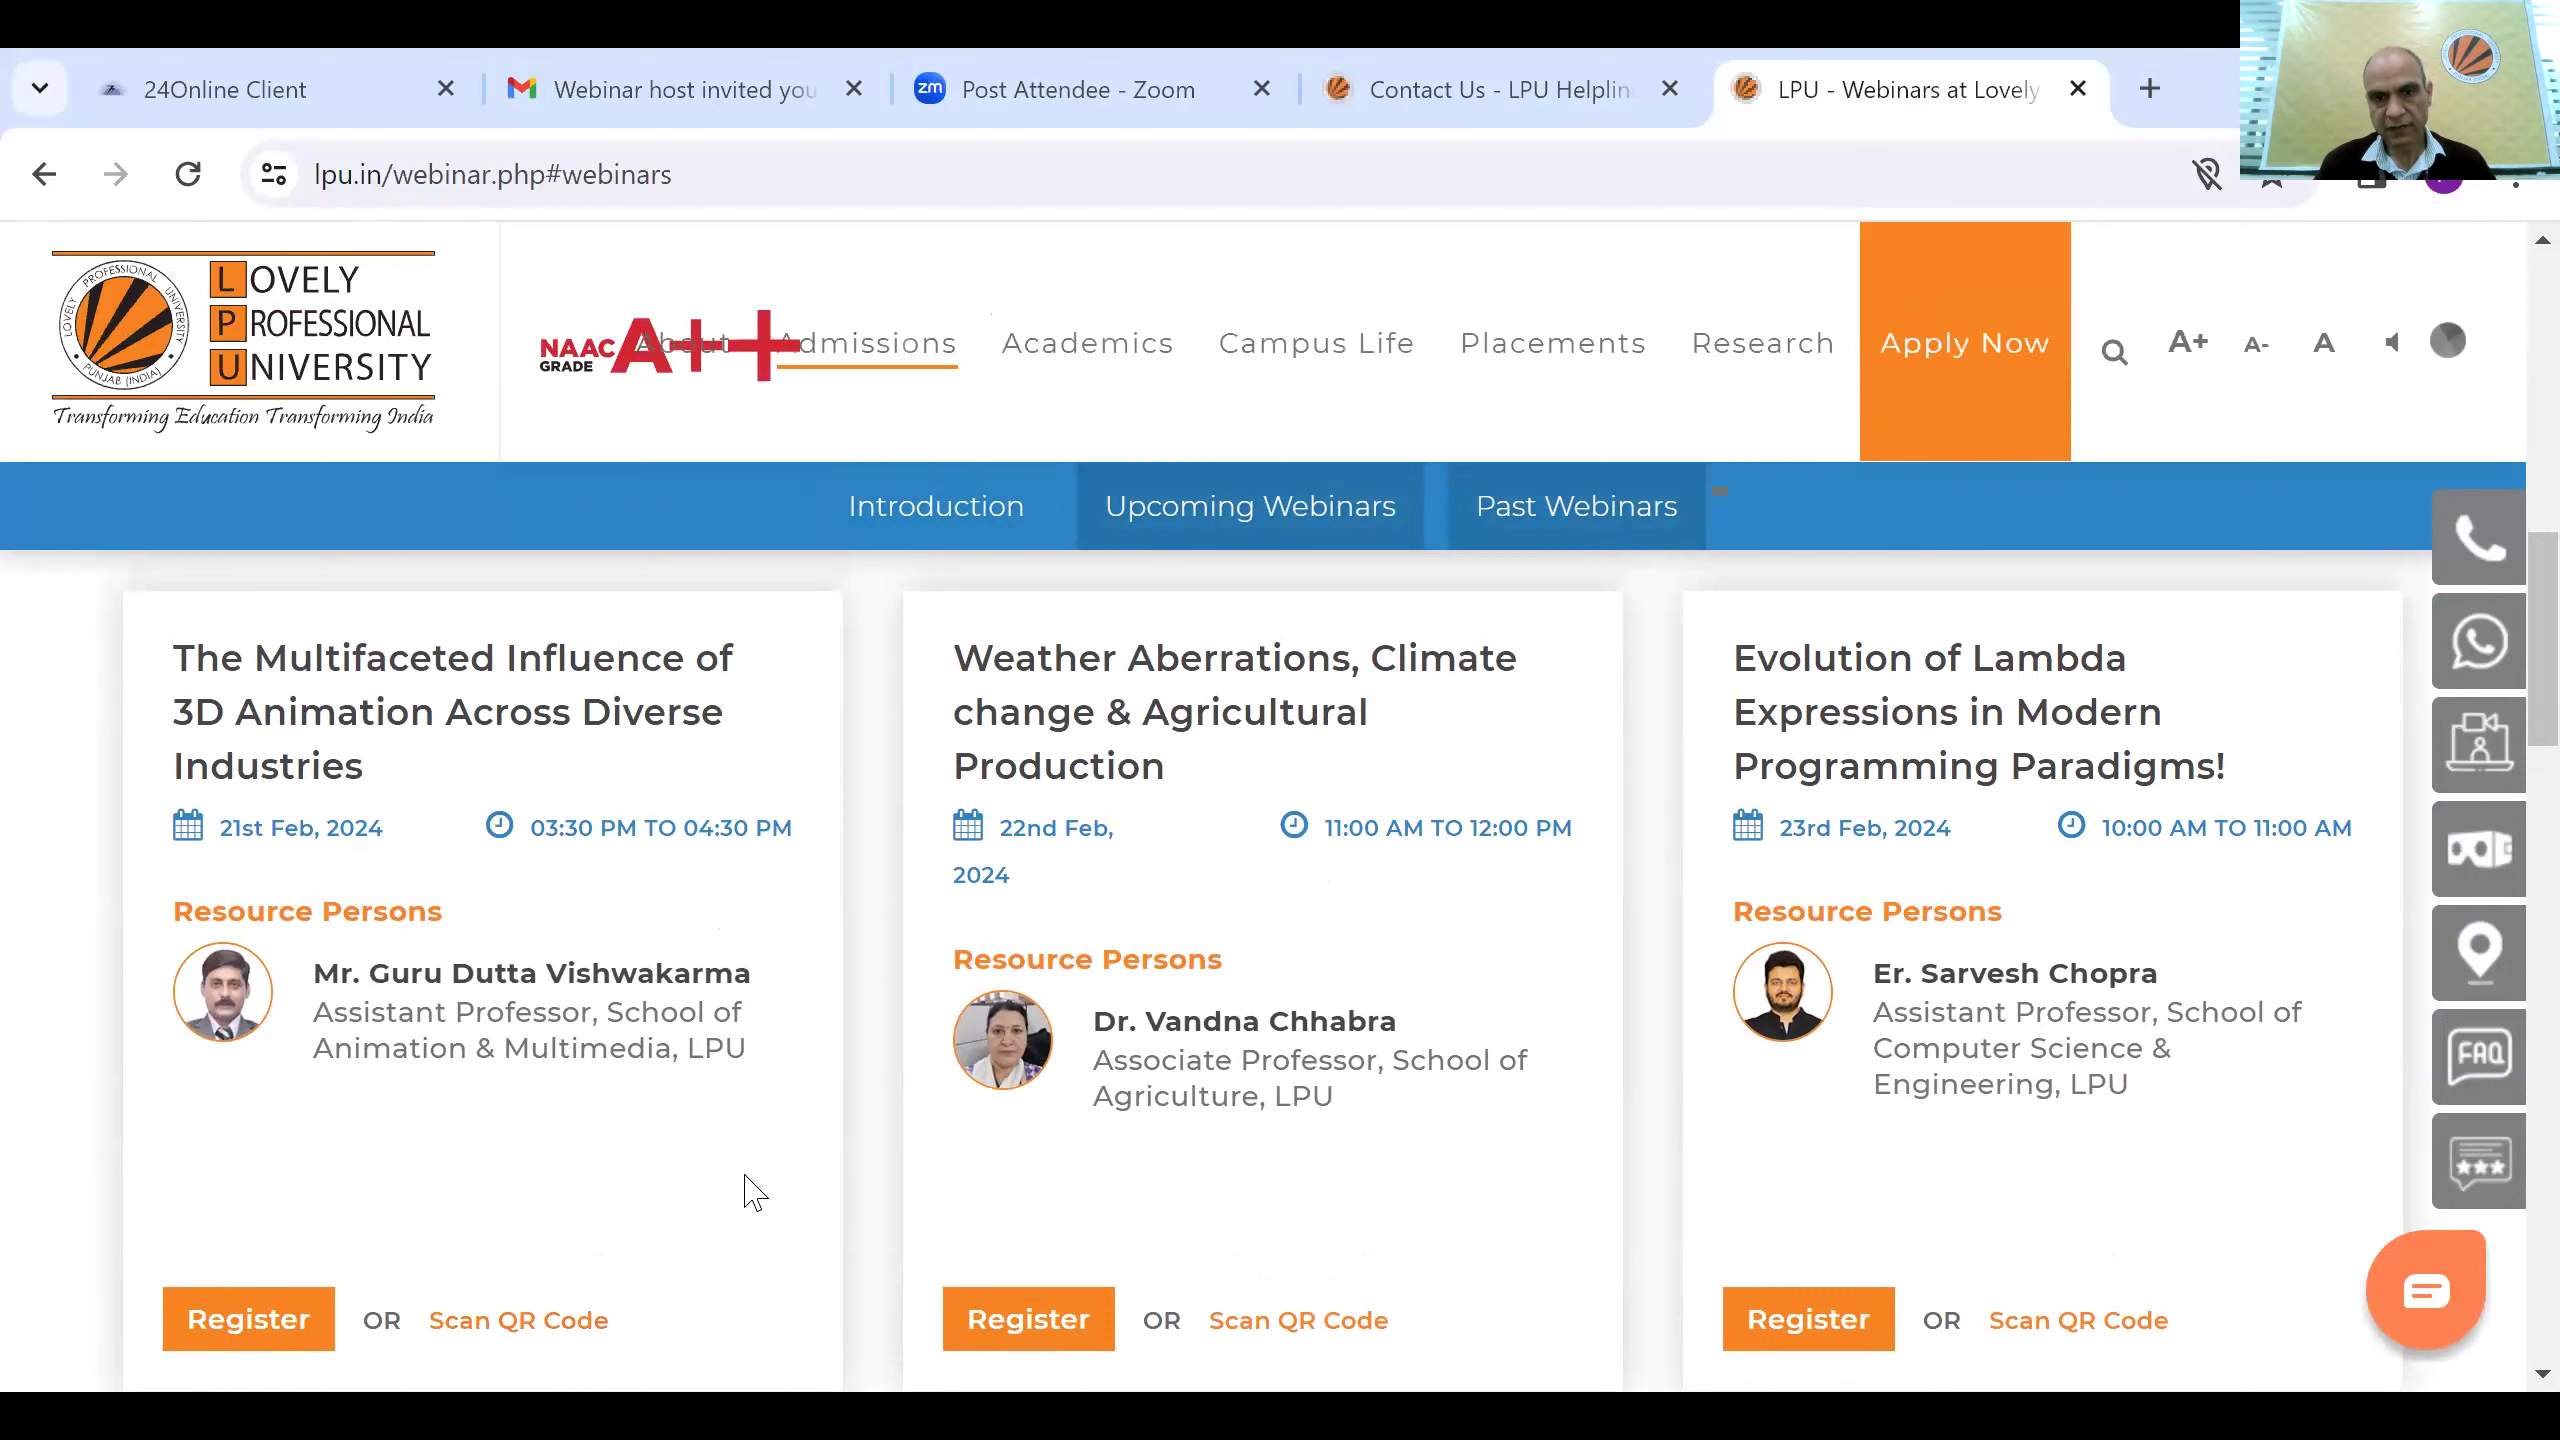 24Online Client
Webinar host invited you
Post Attendee - Zoom
Contact Us - LPU Helplin
LPU - Webinars at Lovely
lpu.in/webinar.php#webinars
LOVELY
PROFESSIONAL
UNIVERSITY
LOVELY PROFESSIONAL UNIVERSITY
PUNJAB (INDIA)
Transforming Education Transforming India
NAAC
GRADE
A++
About
Admissions
Academics
Campus Life
Placements
Research
Apply Now
A+
A-
A
Introduction
Upcoming Webinars
Past Webinars
The Multifaceted Influence of
3D Animation Across Diverse
Industries
21st Feb, 2024
03:30 PM TO 04:30 PM
Resource Persons
Mr. Guru Dutta Vishwakarma
Assistant Professor, School of
Animation & Multimedia, LPU
Register
OR
Scan QR Code
Weather Aberrations, Climate
change & Agricultural
Production
22nd Feb,
2024
11:00 AM TO 12:00 PM
Resource Persons
Dr. Vandna Chhabra
Associate Professor, School of
Agriculture, LPU
Register
OR
Scan QR Code
Evolution of Lambda
Expressions in Modern
Programming Paradigms!
23rd Feb, 2024
10:00 AM TO 11:00 AM
Resource Persons
Er. Sarvesh Chopra
Assistant Professor, School of
Computer Science &
Engineering, LPU
Register
OR
Scan QR Code
FAQ
zm